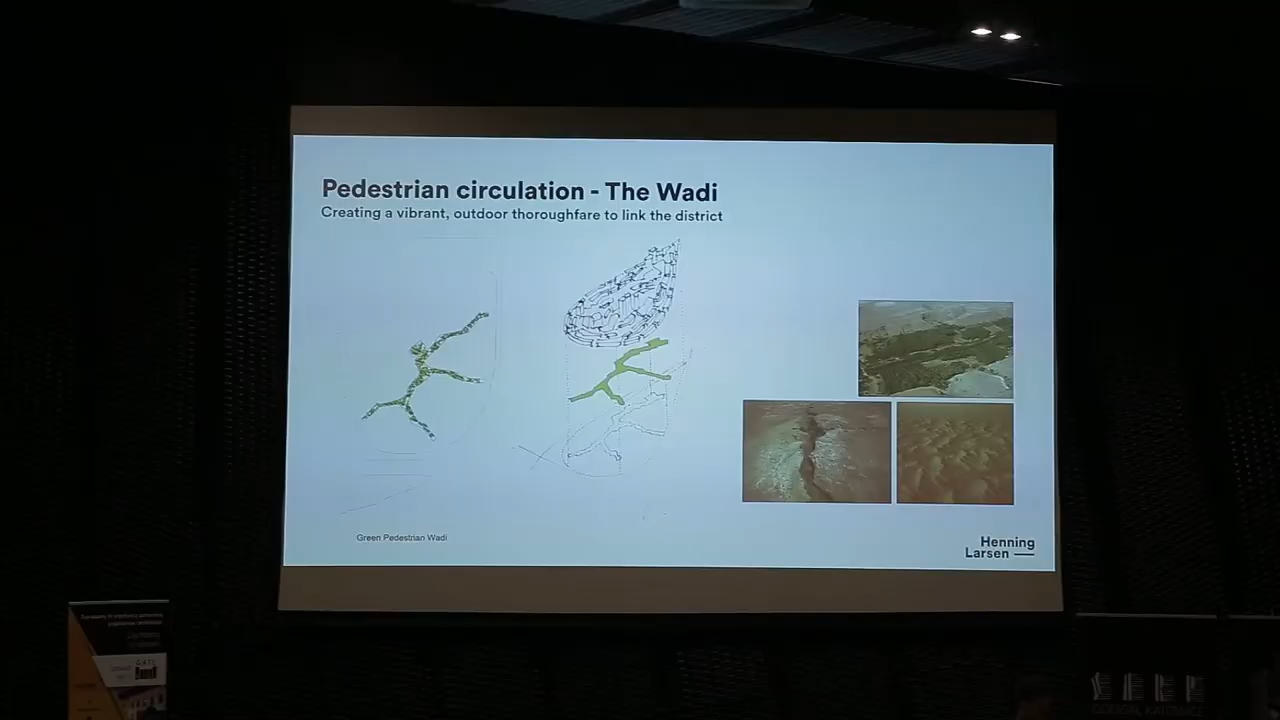 Pedestrian circulation - The Wadi
Creating a vibrant, outdoor thoroughfare to link the district
Green Pedestrian Wadi
Henning
Larsen